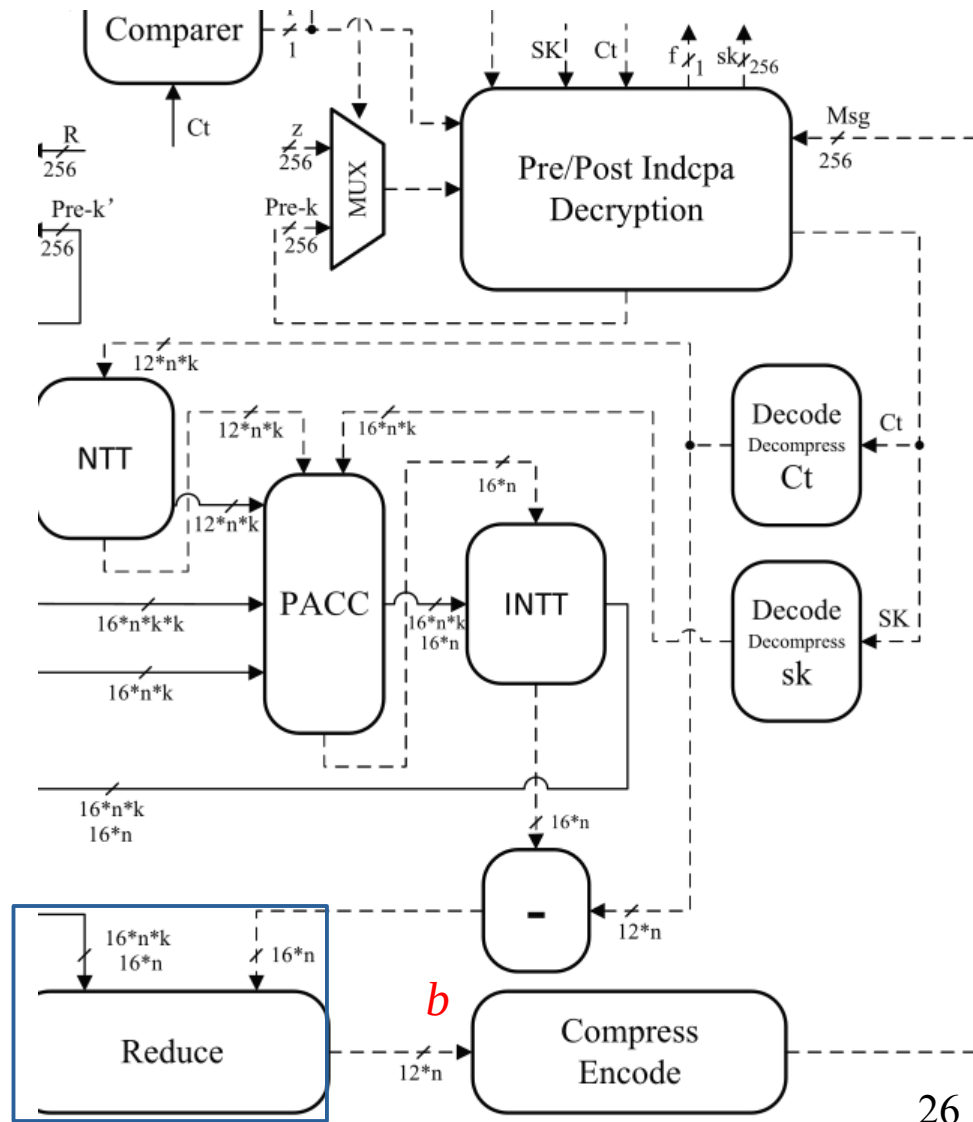 Comparer
1
1
Ct
SK
Ct
f
1
sk
256
R
256
z
256
Pre-k’
256
Pre-k
256
MUX
Pre/Post Indcpa
Decryption
Msg
256
12*n*k
NTT
12*n*k
16*n*k
12*n*k
16*n
PACC
16*n*k
16*n
INTT
Decode
Decompress
Ct
Ct
Decode
Decompress
sk
SK
16*n*k*k
16*n*k
16*n*k
16*n
16*n
-
12*n
16*n*k
16*n
16*n
Reduce
b
12*n
Compress
Encode
26